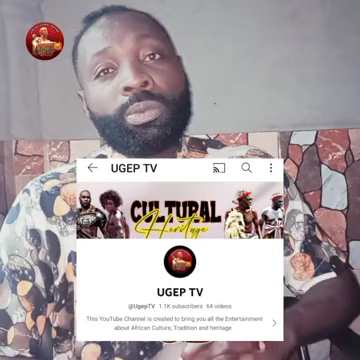 UGEP TV
CULTURAL
Heritage
UGEP TV
@UgepTV 1.1K subscribers 64 videos
This YouTube Channel is created to bring you all the Entertainment
about African Culture, Tradition and heritage.